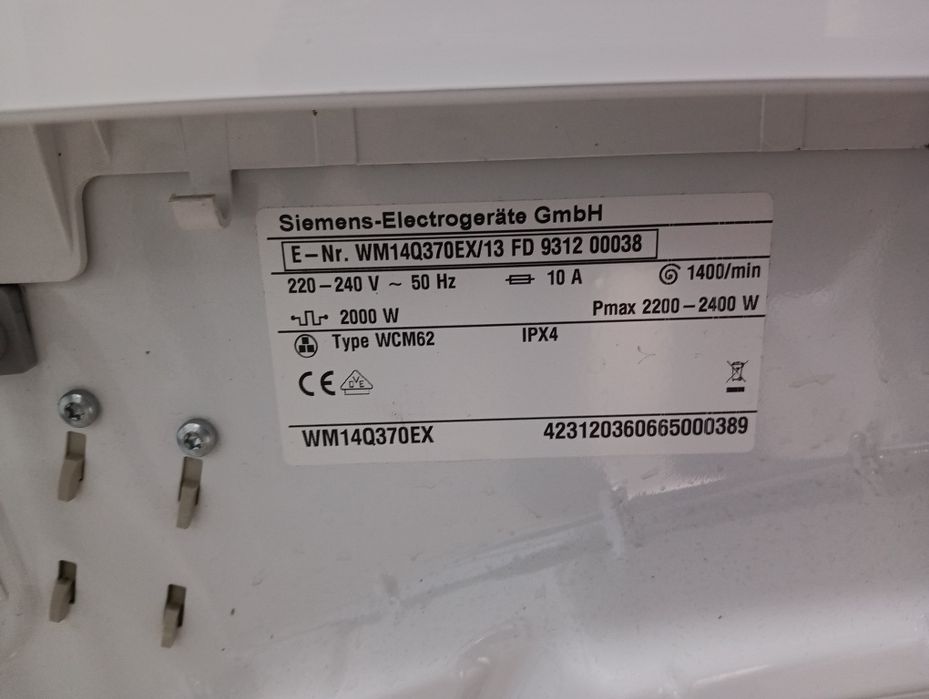 Siemens-Electrogeräte GmbH
E-Nr. WM14Q370EX/13 FD 9312 00038
220-240 V ~ 50 Hz 10 A 1400/min
2000 W Pmax 2200-2400 W
Type WCM62 IPX4
CE OVE
WM14Q370EX 423120360665000389